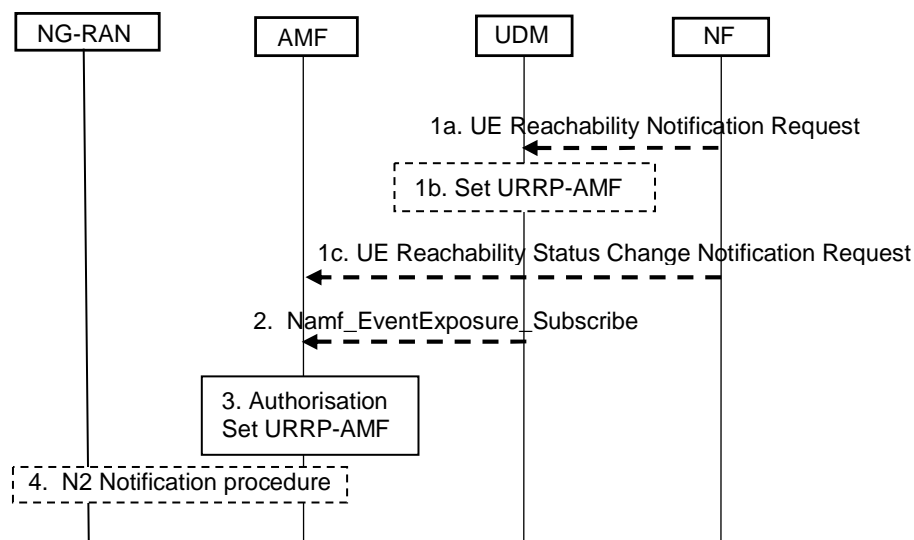 NG-RAN
AMF
UDM
NF
1a. UE Reachability Notification Request
1b. Set URRP-AMF
1c. UE Reachability Status Change Notification Request
2. Namf_EventExposure_Subscribe
3. Authorisation
Set URRP-AMF
4. N2 Notification procedure